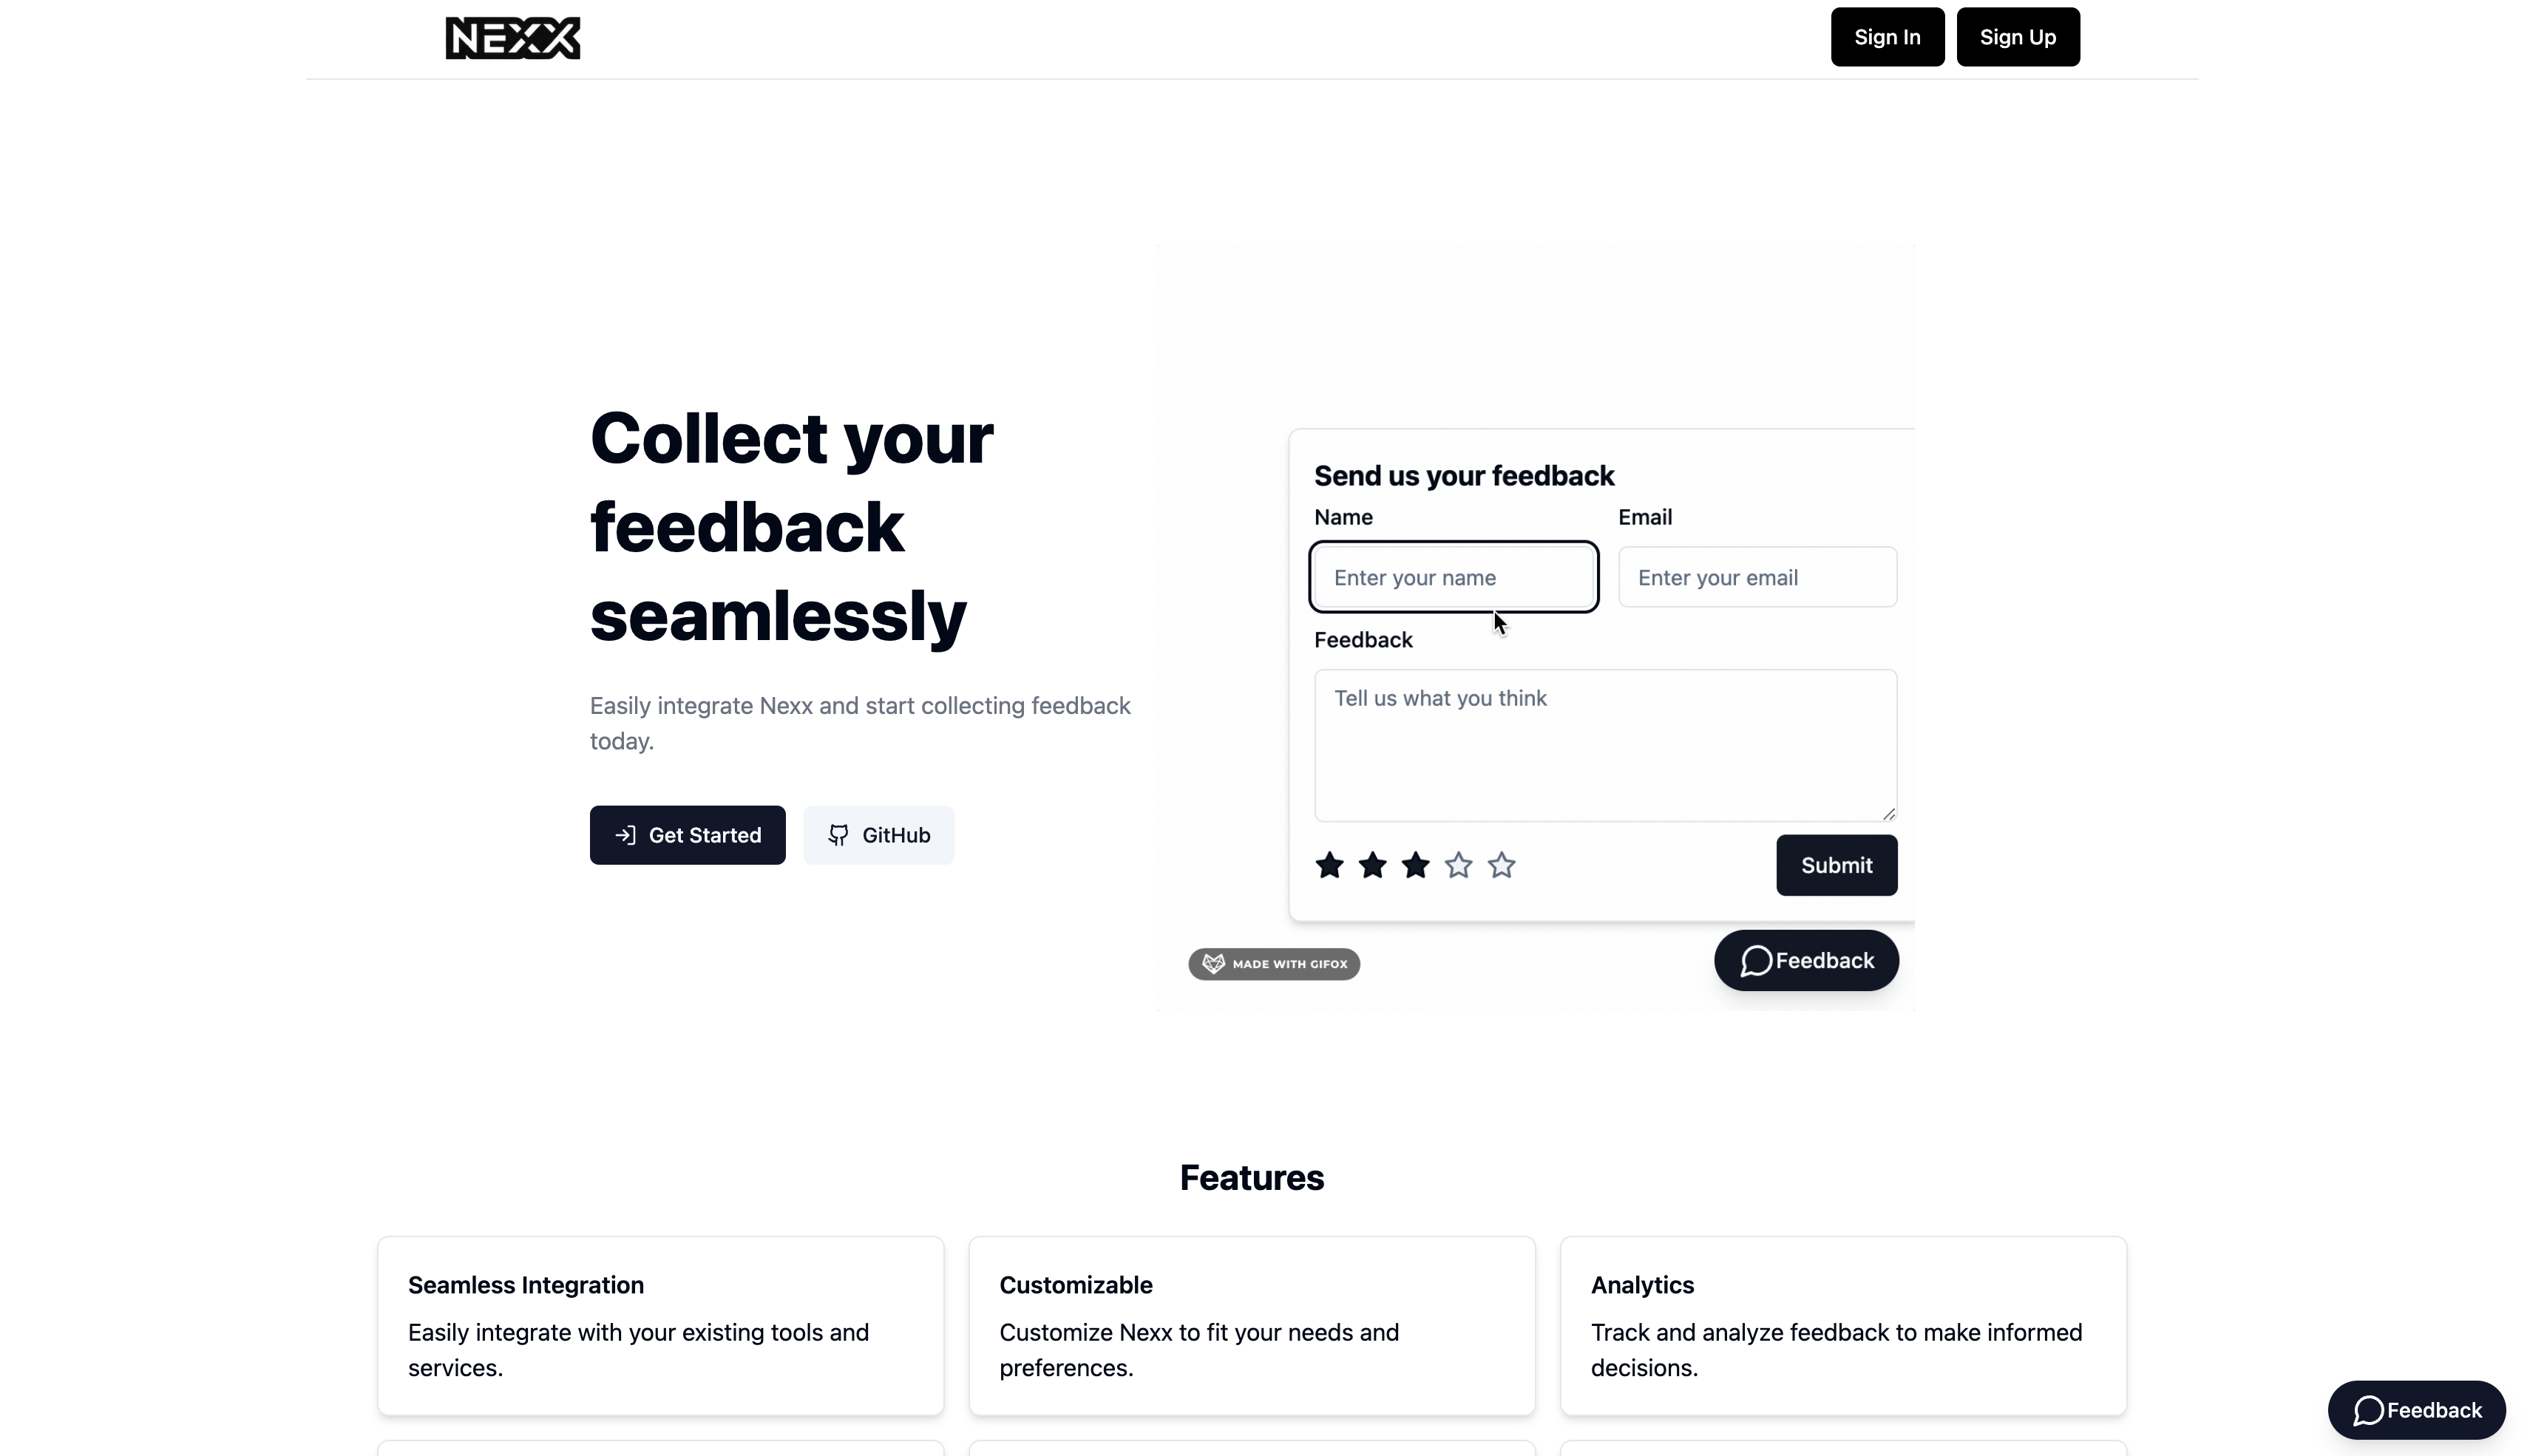 NEXX
Sign In
Sign Up
Collect your
feedback
seamlessly
Easily integrate Nexx and start collecting feedback
today.
Get Started
GitHub
Send us your feedback
Name
Email
Enter your name
Enter your email
Feedback
Tell us what you think
Submit
MADE WITH GIFOX
Feedback
Features
Seamless Integration
Easily integrate with your existing tools and
services.
Customizable
Customize Nexx to fit your needs and
preferences.
Analytics
Track and analyze feedback to make informed
decisions.
Feedback